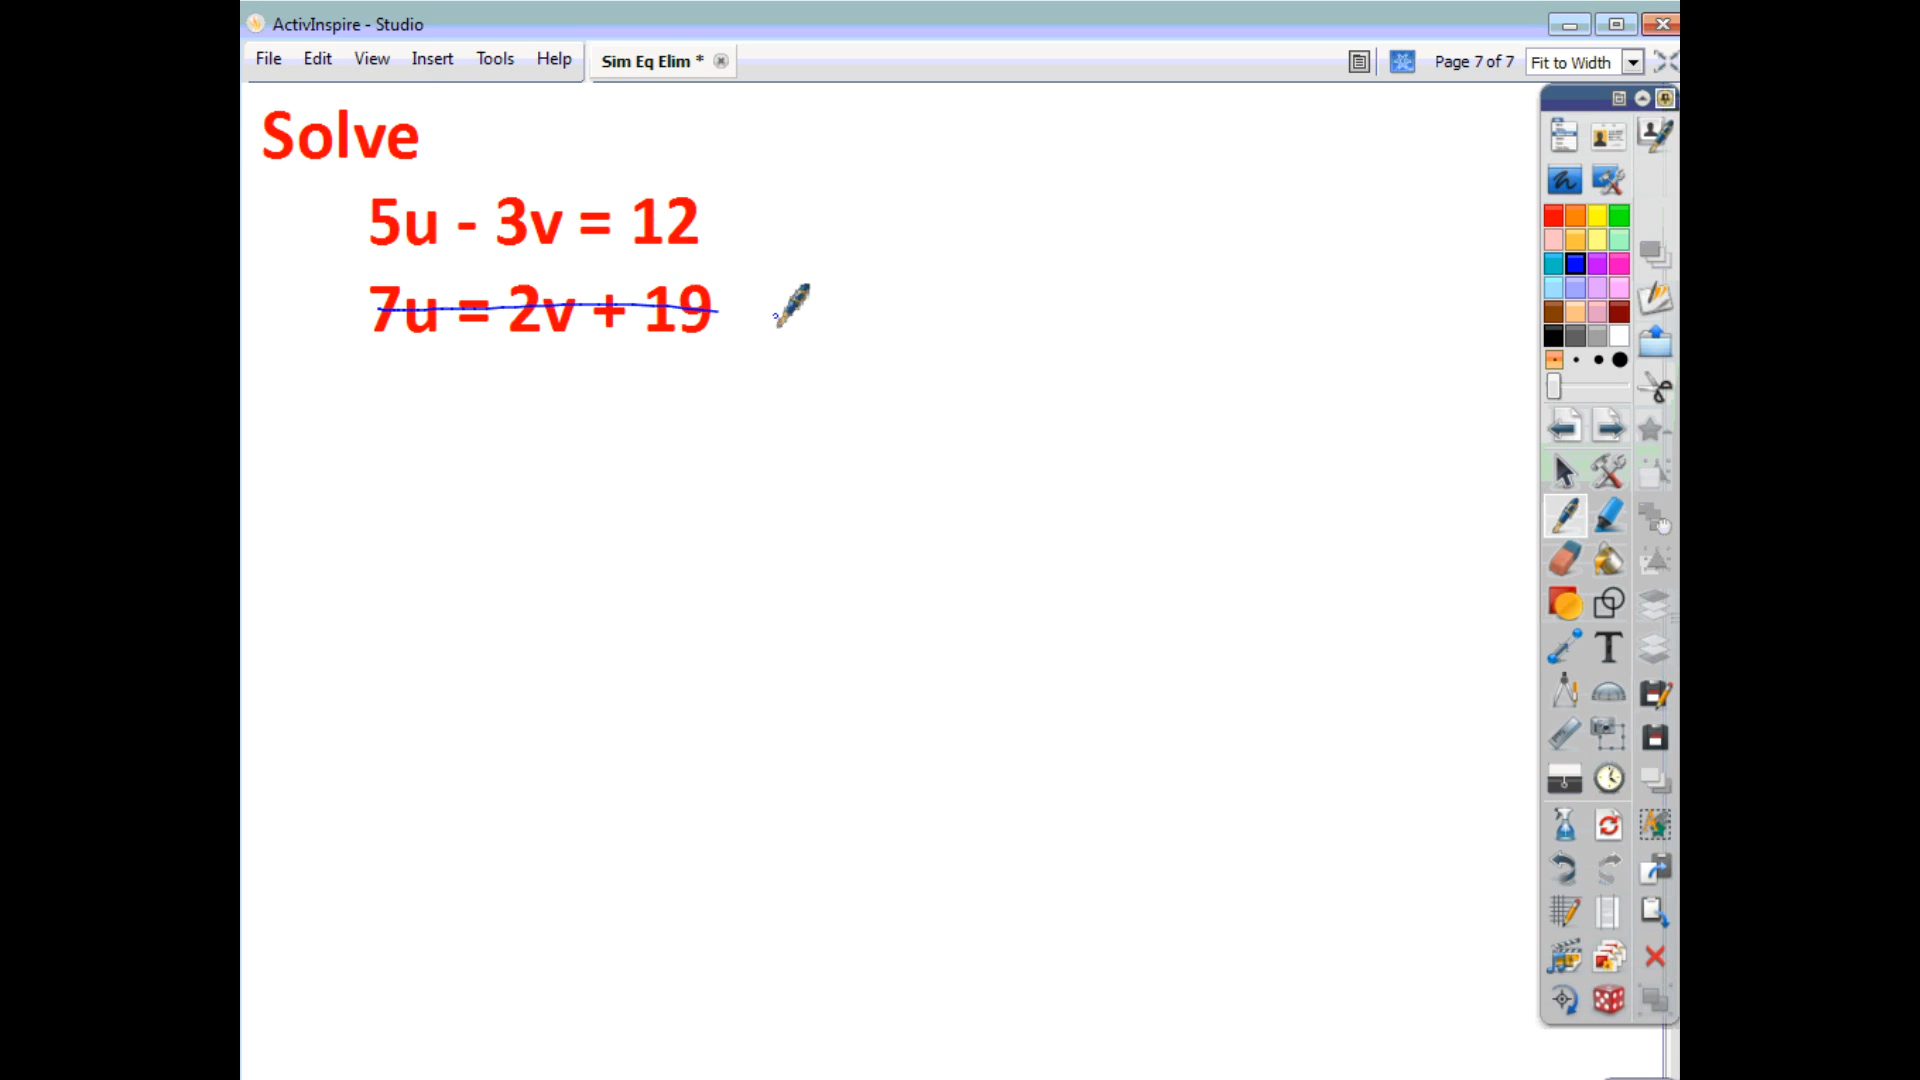 ActivInspire - Studio
File Edit View Insert Tools Help Sim Eq Elim * Page 7 of 7 Fit to Width
Solve
5u - 3v = 12
7u = 2v + 19